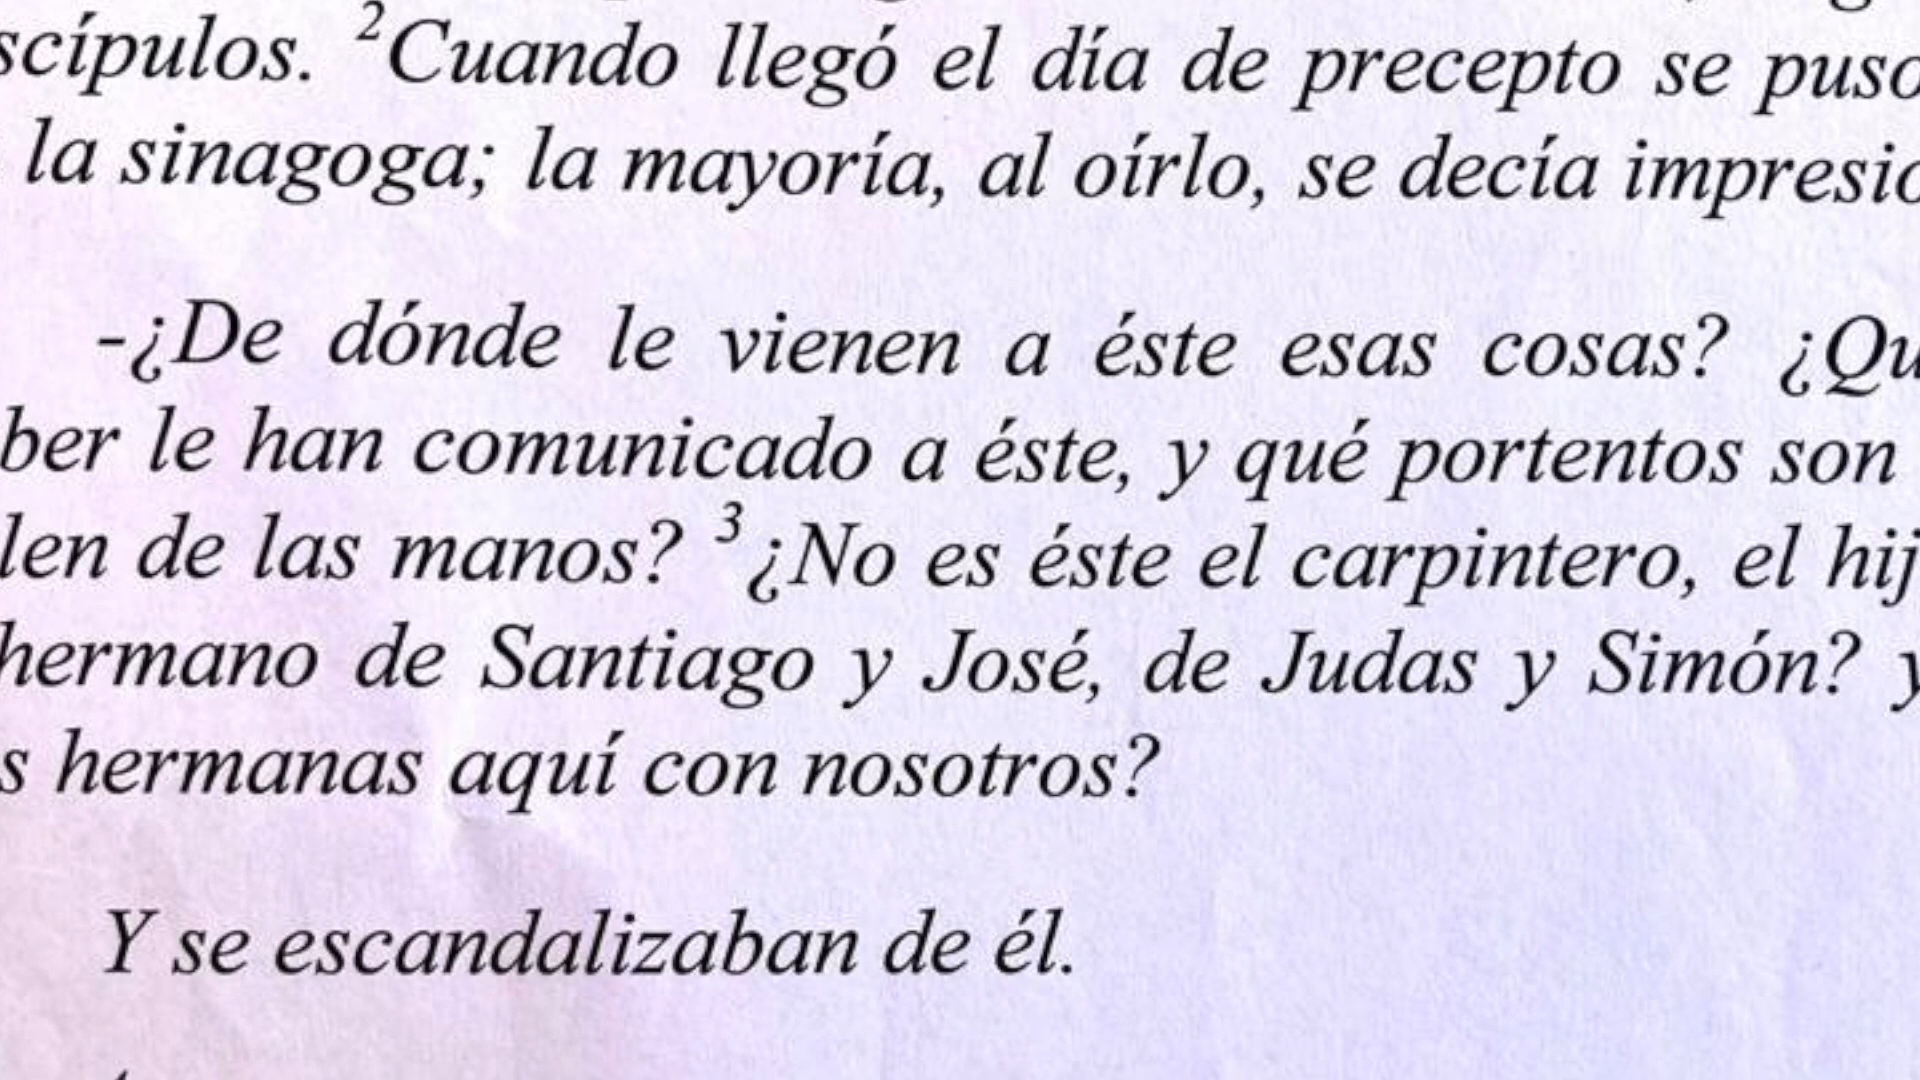 scípulos. ²Cuando llegó el día de precepto se puso
la sinagoga; la mayoría, al oírlo, se decía impresio
-¿De dónde le vienen a éste esas cosas? ¿Qu
ber le han comunicado a éste, y qué portentos son
len de las manos? ³¿No es éste el carpintero, el hij
hermano de Santiago y José, de Judas y Simón? y
s hermanas aquí con nosotros?
Y se escandalizaban de él.